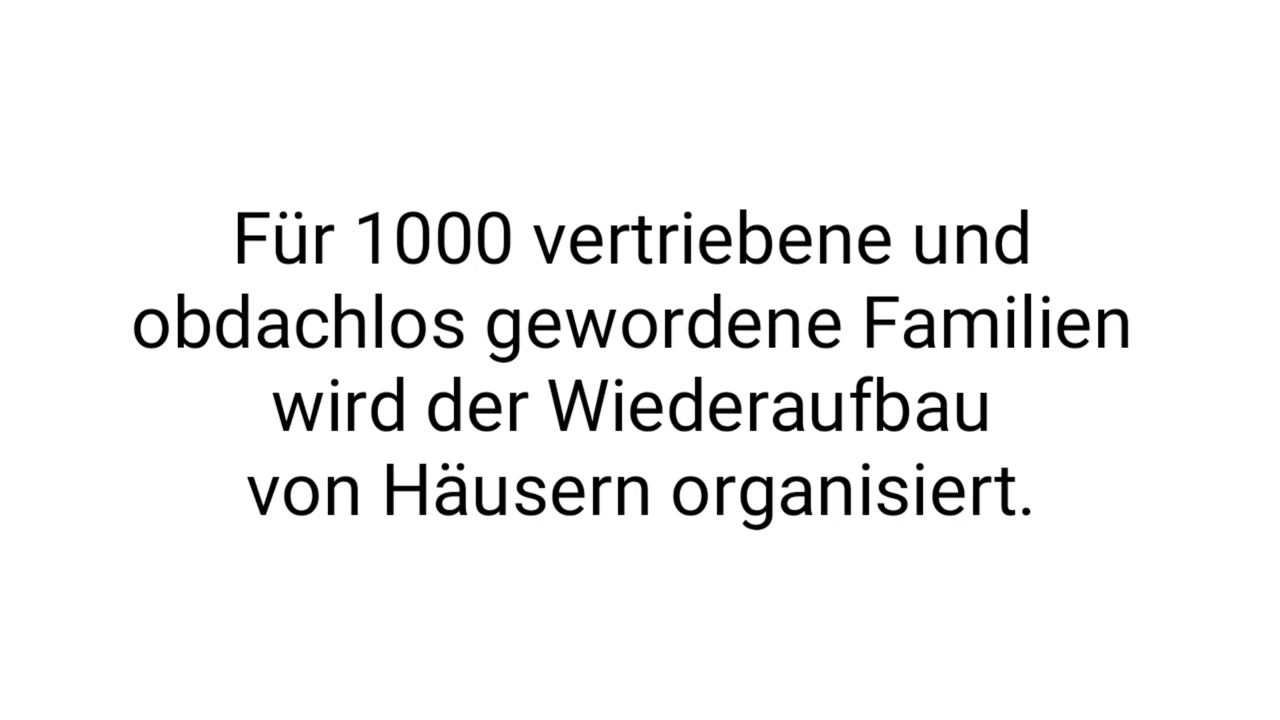 Für 1000 vertriebene und
obdachlos gewordene Familien
wird der Wiederaufbau
von Häusern organisiert.